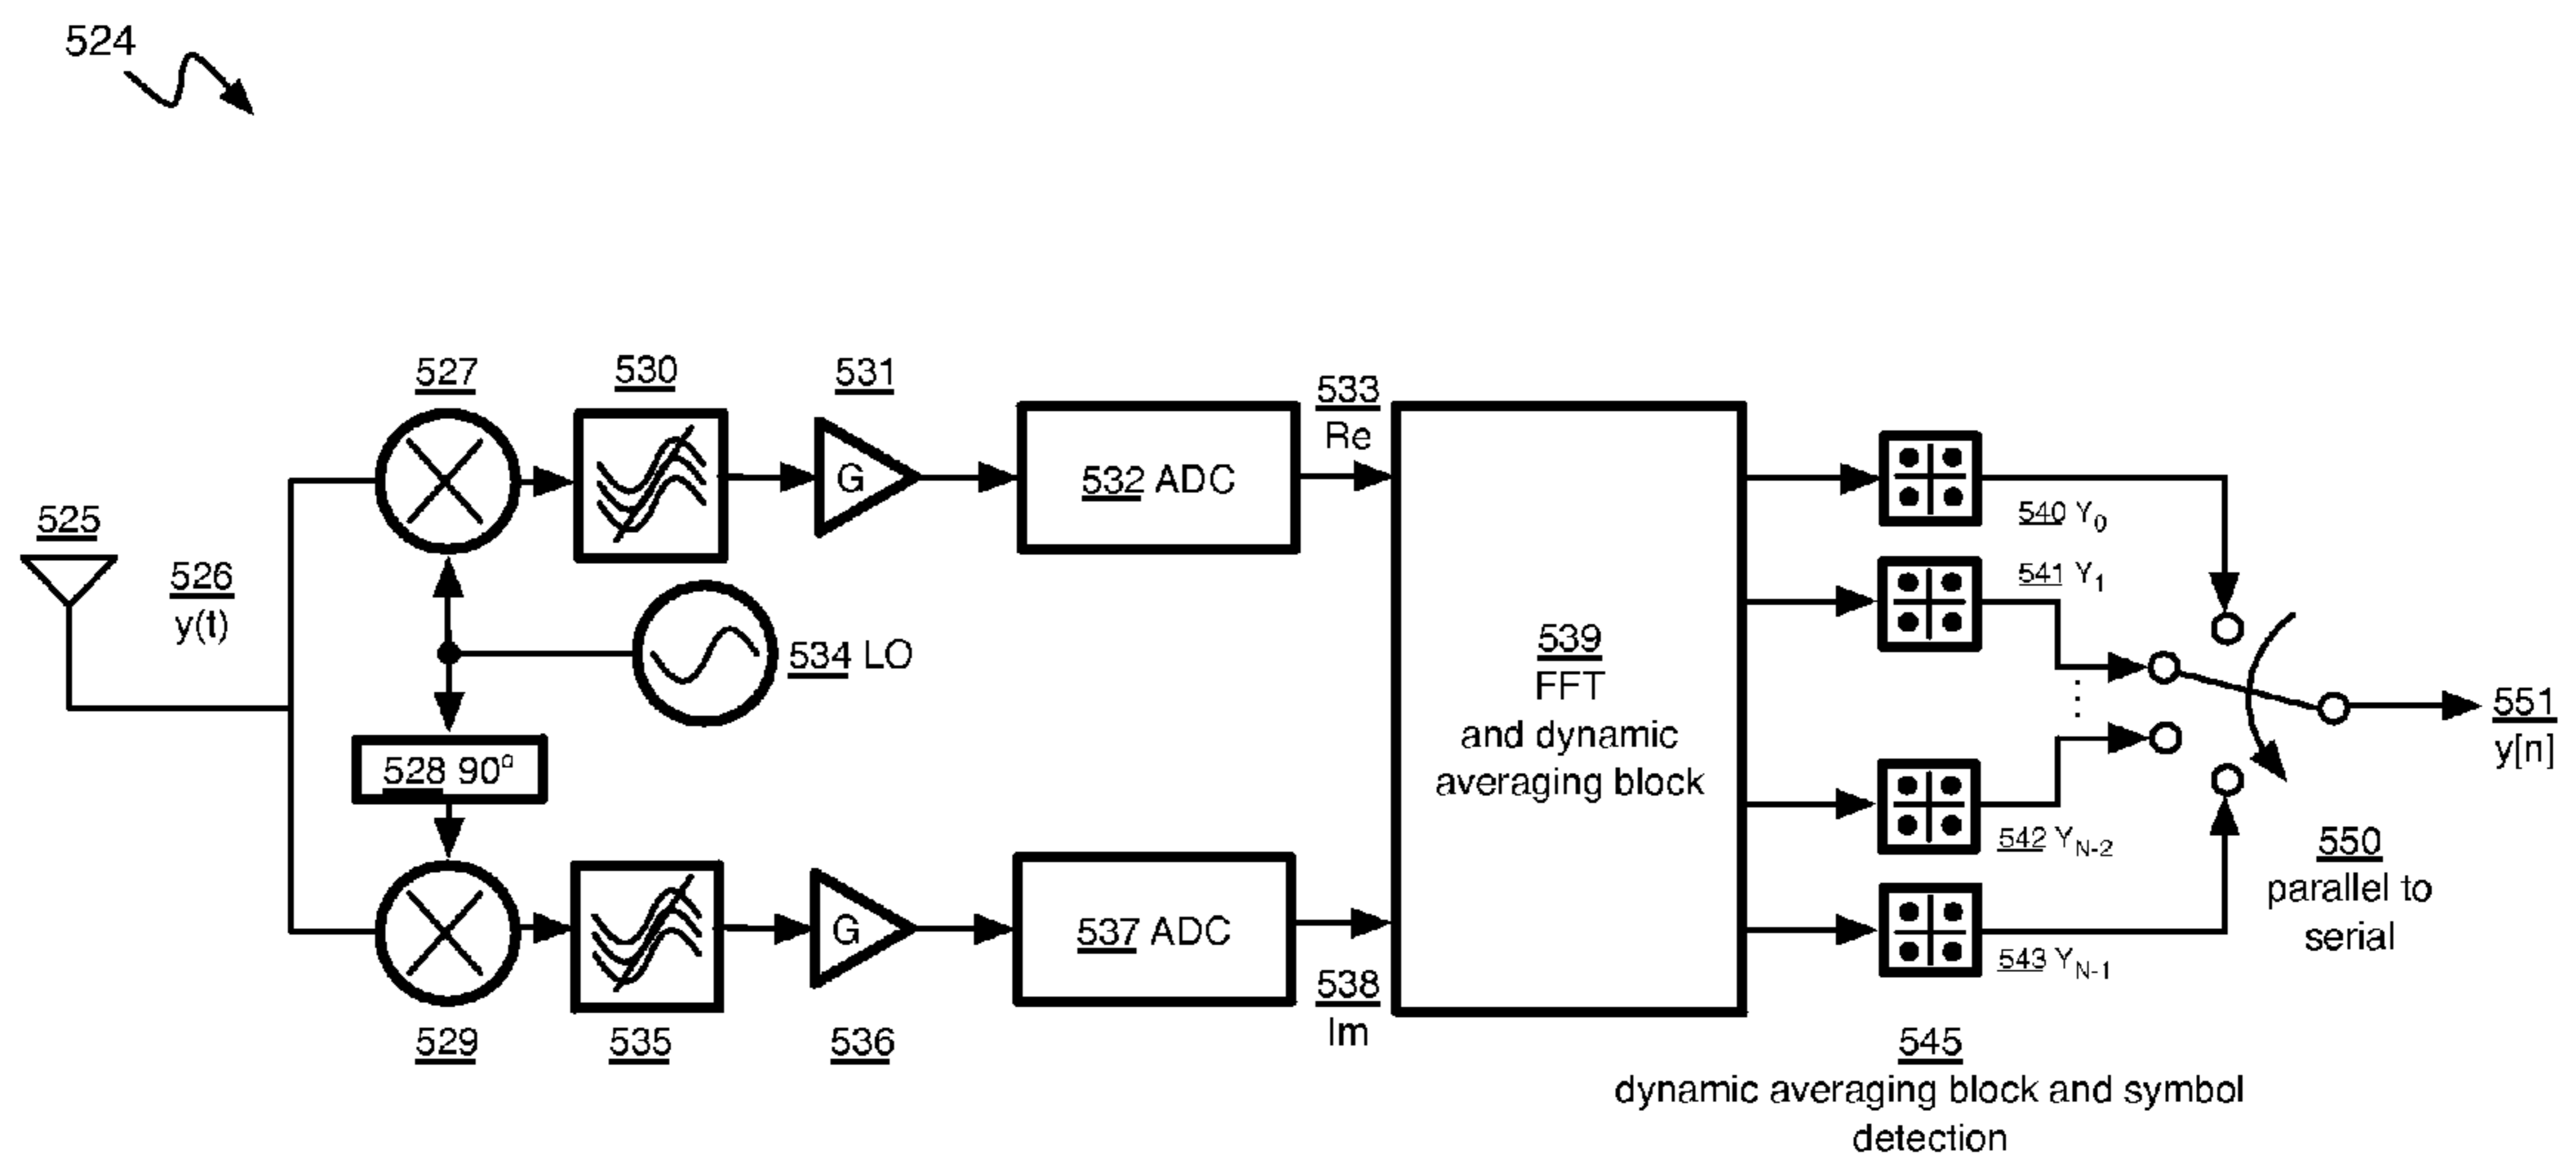 524
525
526
y(t)
527
530
531
532 ADC
533
Re
534 LO
528 90°
529
535
536
537 ADC
538
Im
G
G
539
FFT
and dynamic
averaging block
540 Y0
541 Y1
542 YN-2
543 YN-1
545
dynamic averaging block and symbol
detection
550
parallel to
serial
551
y[n]